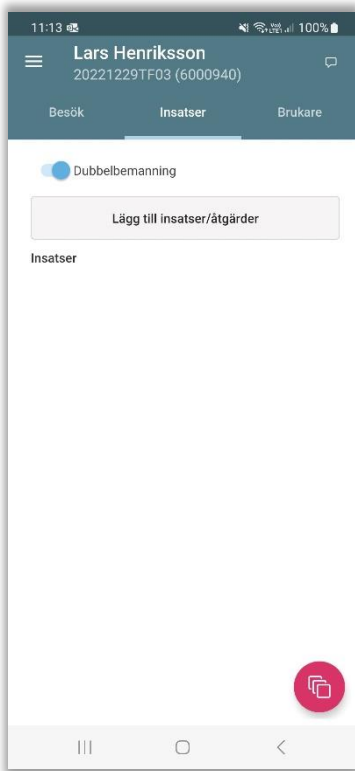 11:13 100%
Lars Henriksson
20221229TF03 (6000940)
Besök Insatser Brukare
Dubbelbemanning
Lägg till insatser/åtgärder
Insatser